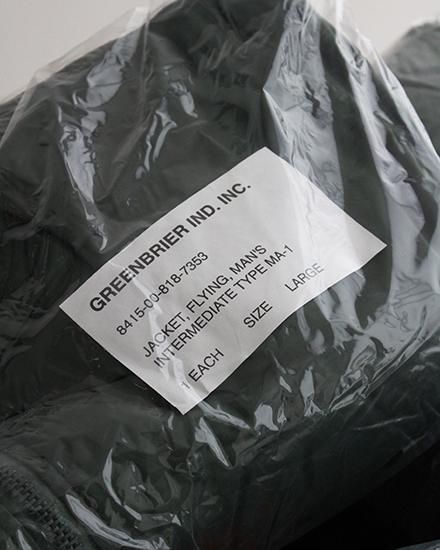 GREENBRIER IND. INC.
8415-00-818-7353
JACKET, FLYING, MAN'S
INTERMEDIATE TYPE MA-1
1 EACH SIZE LARGE